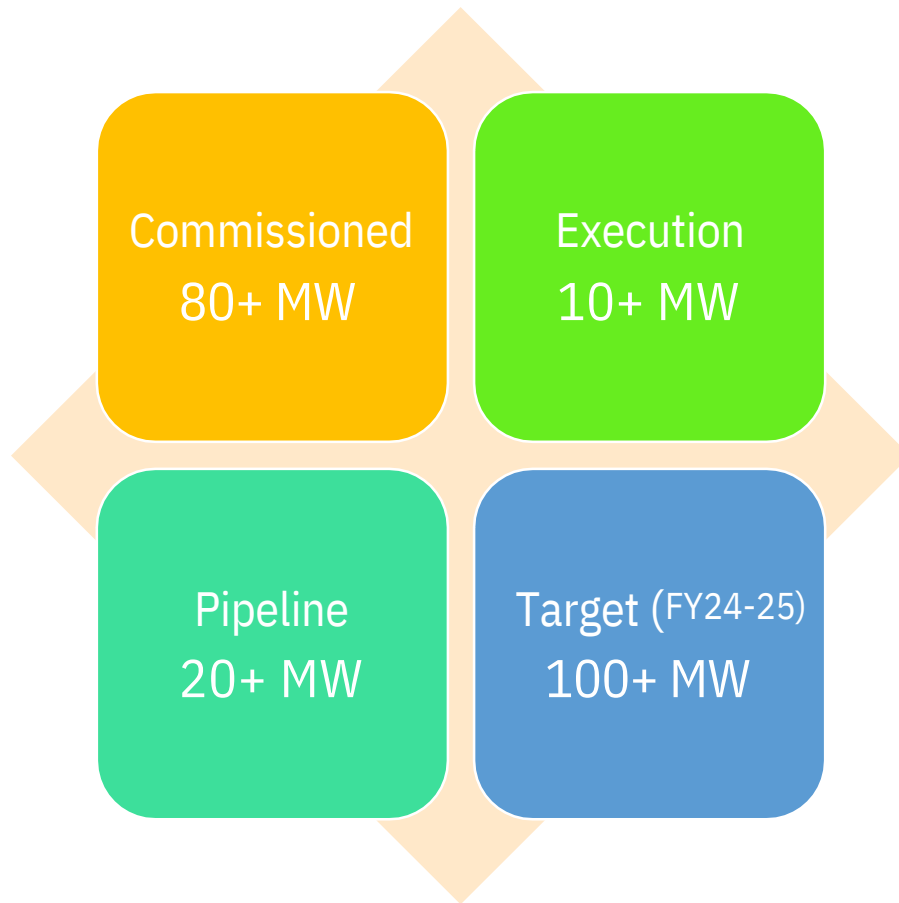 Commissioned
80+ MW
Execution
10+ MW
Pipeline
20+ MW
Target (FY24-25)
100+ MW